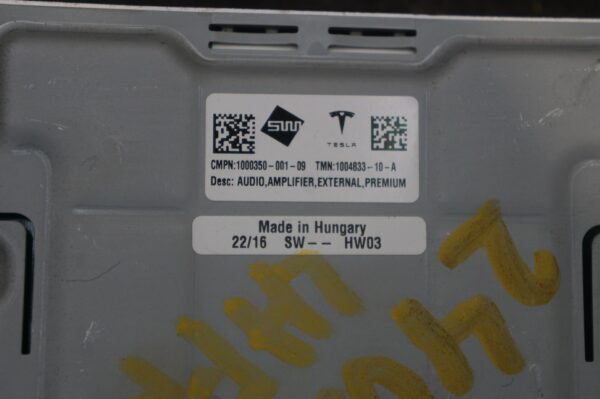 SW
TESLA
CMPN:1000350-001-09 TMN:1004833-10-A
Desc: AUDIO,AMPLIFIER,EXTERNAL,PREMIUM
Made in Hungary
22/16 SW-- HW03